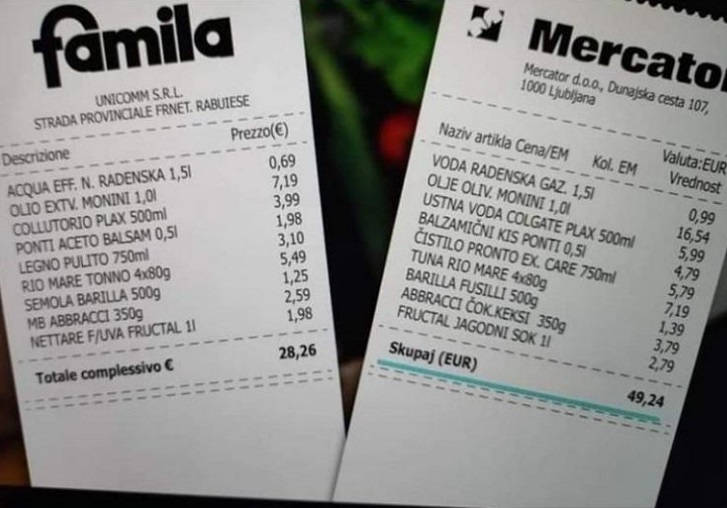 famila
UNICOMM S.R.L.
STRADA PROVINCIALE FRNET. RABUIESE
Descrizione Prezzo(€)
ACQUA EFF. N. RADENSKA 1,5l 0,69
OLIO EXTV. MONINI 1,0l 7,19
COLLUTORIO PLAX 500ml 3,99
PONTI ACETO BALSAM 0,5l 1,98
LEGNO PULITO 750ml 3,10
RIO MARE TONNO 4x80g 5,49
SEMOLA BARILLA 500g 1,25
MB ABBRACCI 350g 2,59
NETTARE F/UVA FRUCTAL 1l 1,98
Totale complessivo € 28,26
Mercator
Mercator d.o.o., Dunajska cesta 107,
1000 Ljubljana
Valuta:EUR
Naziv artikla Cena/EM Kol. EM Vrednost
VODA RADENSKA GAZ. 1,5l 0,99
OLJE OLIV. MONINI 1,0l 16,54
USTNA VODA COLGATE PLAX 500ml 5,99
BALZAMIČNI KIS PONTI 0,5l 4,79
ČISTILO PRONTO EX. CARE 750ml 5,79
TUNA RIO MARE 4x80g 7,19
BARILLA FUSILLI 500g 1,39
ABBRACCI ČOK.KEKSI 350g 3,79
FRUCTAL JAGODNI SOK 1l 2,79
Skupaj (EUR) 49,24